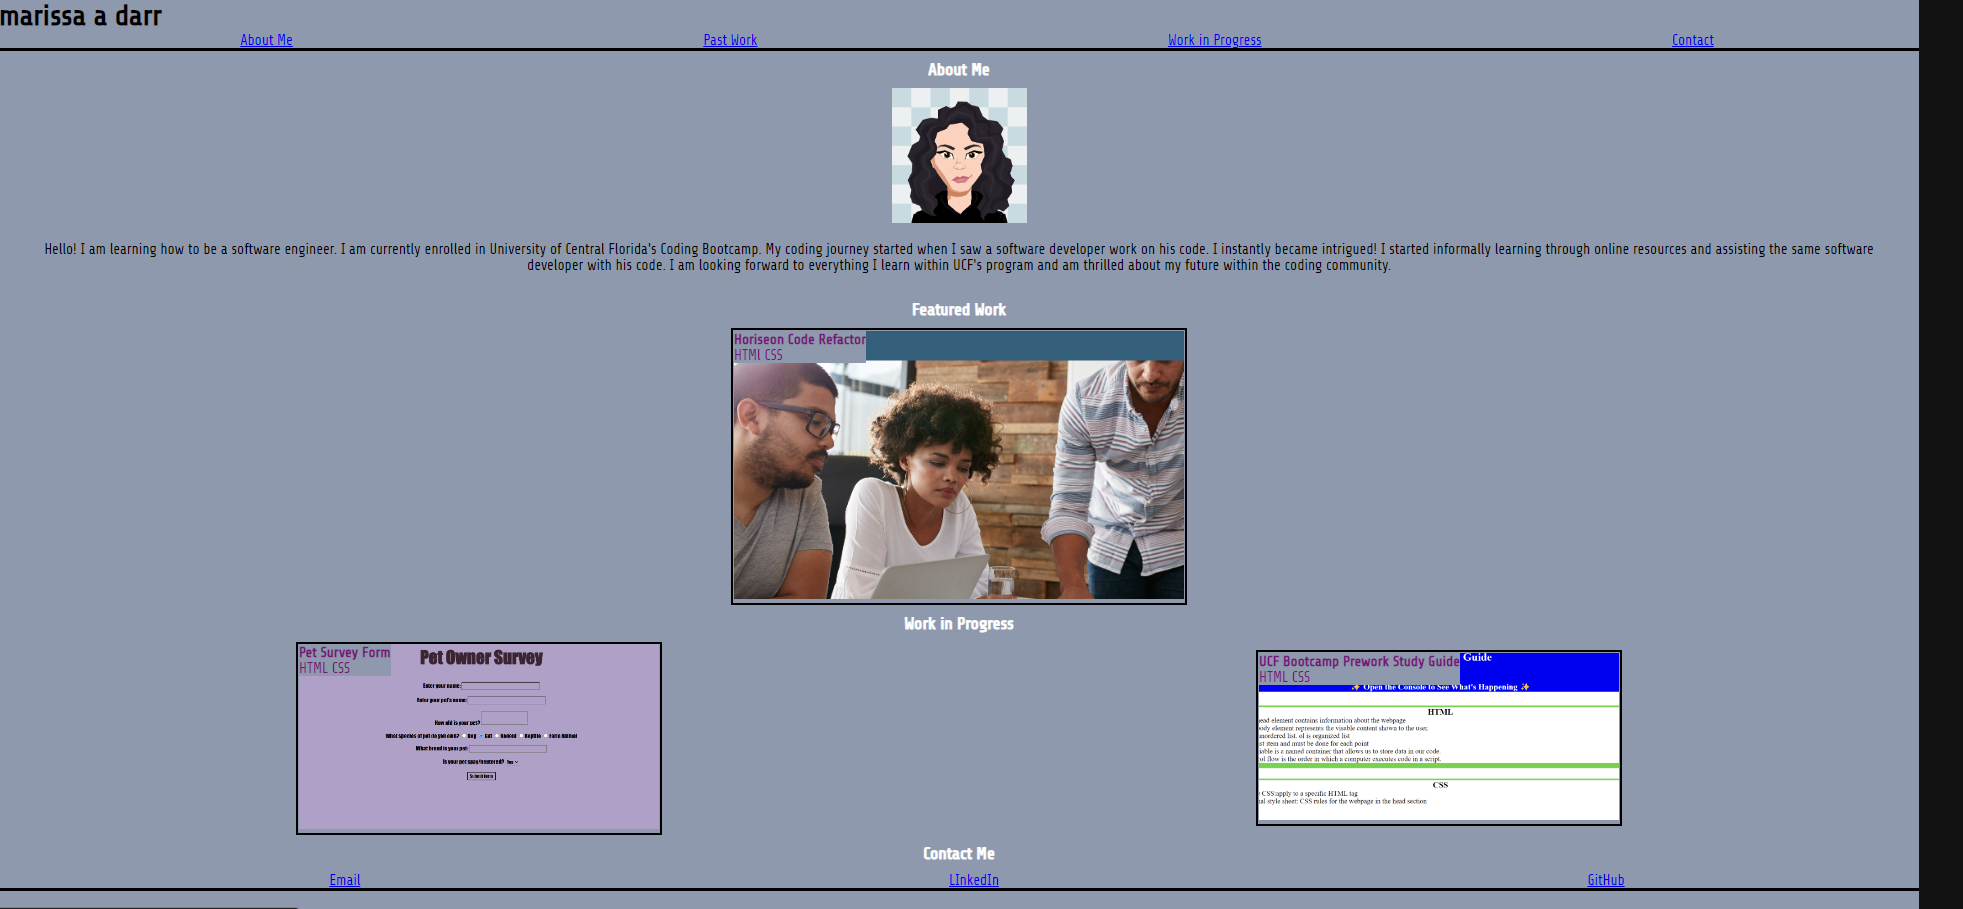 marissa a darr
About Me Past Work Work in Progress Contact
About Me
Hello! I am learning how to be a software engineer. I am currently enrolled in University of Central Florida's Coding Bootcamp. My coding journey started when I saw a software developer work on his code. I instantly became intrigued! I started informally learning through online resources and assisting the same software
developer with his code. I am looking forward to everything I learn within UCF's program and am thrilled about my future within the coding community.
Featured Work
Horiseon Code Refactor
HTMl CSS
Work in Progress
Pet Survey Form
HTML CSS
Pet Owner Survey
Enter your name:
Enter your pet's name:
How old is your pet?
What species of pet do you own? Dog Cat Rodent Reptile Farm Animal
What breed is your pet:
Is your pet spay/neutered? Yes
Submit Form
UCF Bootcamp Prework Study Guide
HTML CSS
Guide
✨ Open the Console to See What's Happening ✨
HTML
ead element contains information about the webpage
ody element represents the visable content shown to the user.
nordered list. ol is organized list
st item and must be done for each point
iable is a named container that allows us to store data in our code.
ol flow is the order in which a computer executes code in a script.
CSS
CSS:apply to a specific HTML tag
al style sheet: CSS rules for the webpage in the head section
Contact Me
Email LInkedIn GitHub